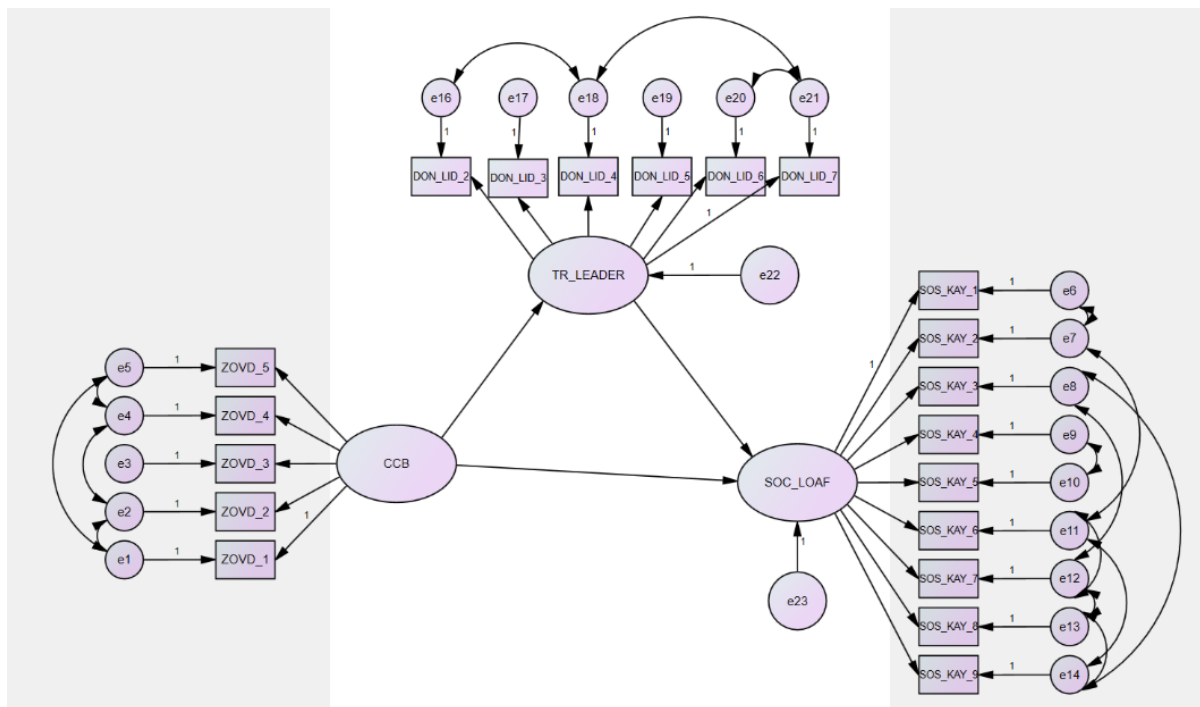 e16 e17 e18 e19 e20 e21
1 1 1 1 1 1
DON_LID_2 DON_LID_3 DON_LID_4 DON_LID_5 DON_LID_6 DON_LID_7
1
TR_LEADER 1 e22
SOS_KAY_1 1 e6
SOS_KAY_2 1 e7
1
e5 1 ZOVD_5
SOS_KAY_3 1 e8
e4 1 ZOVD_4
SOS_KAY_4 1 e9
e3 1 ZOVD_3
CCB
SOC_LOAF
SOS_KAY_5 1 e10
e2 1 ZOVD_2
1
SOS_KAY_6 1 e11
e1 1 ZOVD_1
1
SOS_KAY_7 1 e12
e23
SOS_KAY_8 1 e13
SOS_KAY_9 1 e14